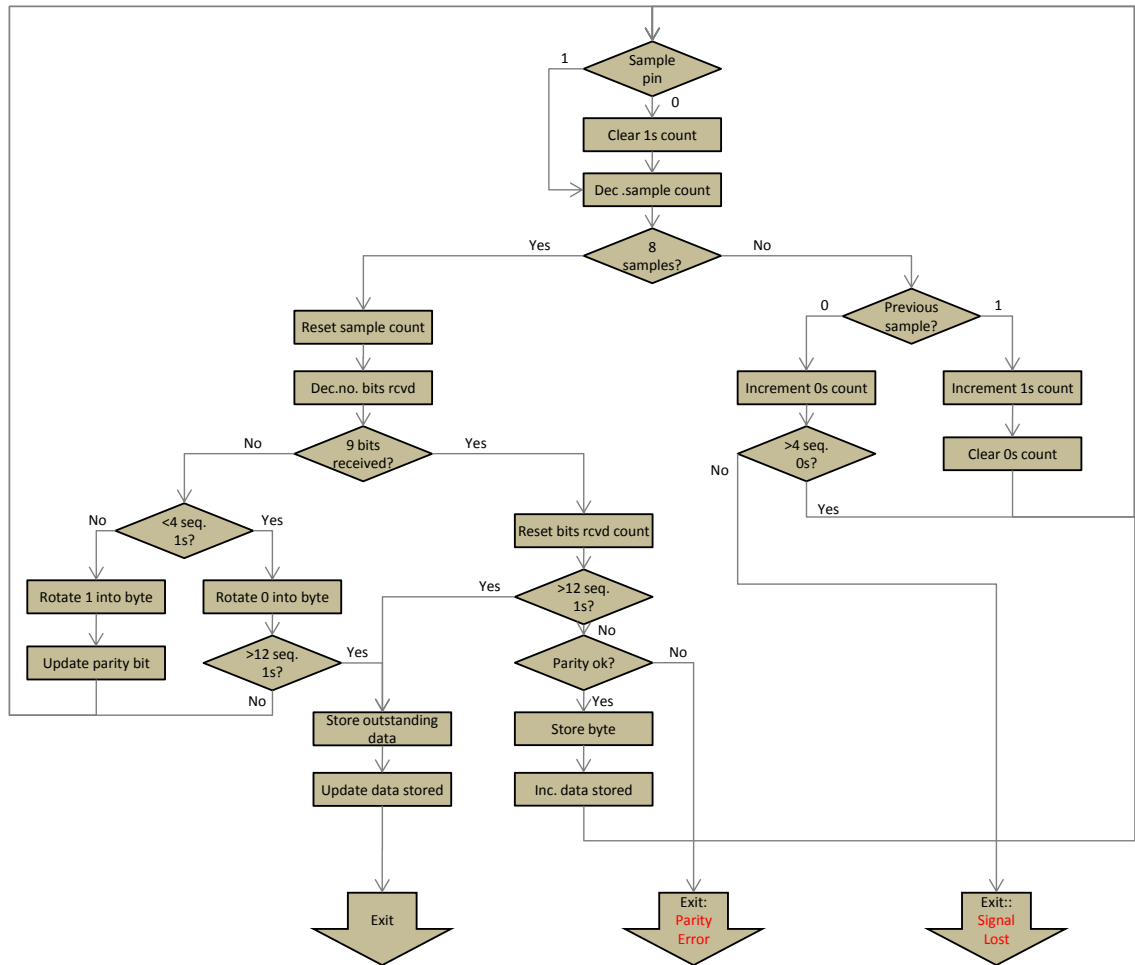 Sample
pin
1
0
Clear 1s count
Dec .sample count
8
samples?
Yes
No
Previous
sample?
0
1
Reset sample count
Increment 0s count
Increment 1s count
Dec.no. bits rcvd
>4 seq.
0s?
No
Yes
Clear 0s count
9 bits
received?
No
Yes
<4 seq.
1s?
No
Yes
Reset bits rcvd count
Rotate 1 into byte
Rotate 0 into byte
>12 seq.
1s?
Yes
No
Update parity bit
>12 seq.
1s?
Yes
No
Parity ok?
No
Yes
Store outstanding
data
Store byte
Update data stored
Inc. data stored
Exit
Exit:
Parity
Error
Exit::
Signal
Lost